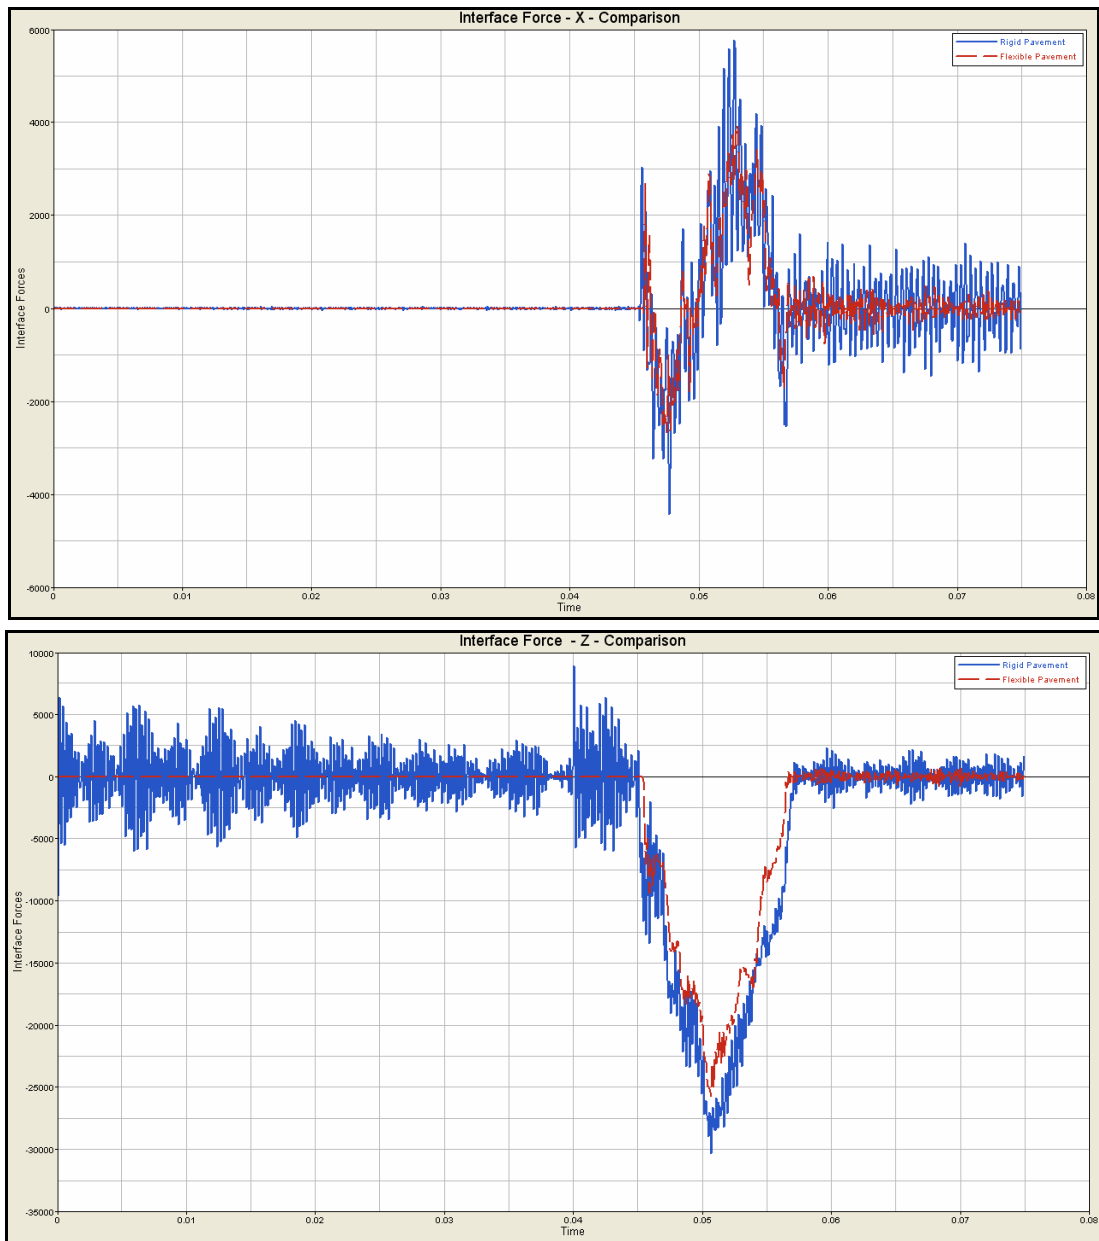 Interface Force - X - Comparison
Rigid Pavement
Flexible Pavement
6000
4000
2000
0
-2000
-4000
-6000
Interface Forces
0 0.01 0.02 0.03 0.04 0.05 0.06 0.07 0.08
Time
Interface Force - Z - Comparison
Rigid Pavement
Flexible Pavement
10000
5000
0
-5000
-10000
-15000
-20000
-25000
-30000
-35000
Interface Forces
0 0.01 0.02 0.03 0.04 0.05 0.06 0.07 0.08
Time